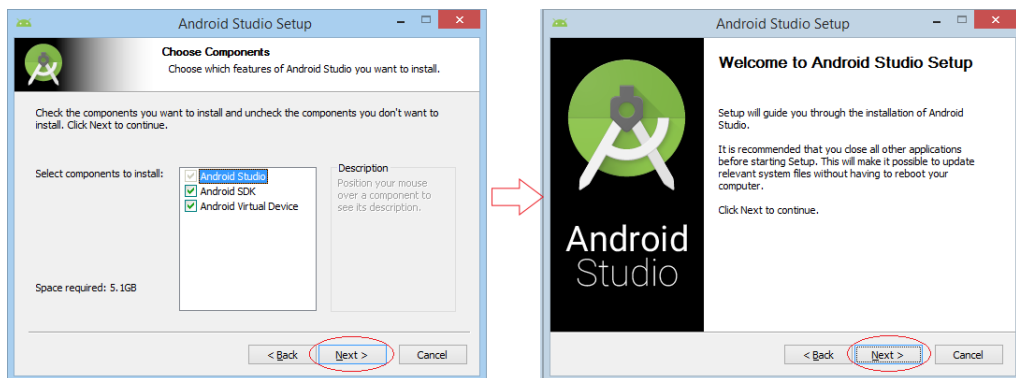 Android Studio Setup
Choose Components
Choose which features of Android Studio you want to install.
Check the components you want to install and uncheck the components you don't want to
install. Click Next to continue.
Select components to install:
Android Studio
Android SDK
Android Virtual Device
Description
Position your mouse
over a component to
see its description.
Space required: 5.1GB
< Back
Next >
Cancel
Android Studio Setup
Android
Studio
Welcome to Android Studio Setup
Setup will guide you through the installation of Android
Studio.
It is recommended that you close all other applications
before starting Setup. This will make it possible to update
relevant system files without having to reboot your
computer.
Click Next to continue.
< Back
Next >
Cancel